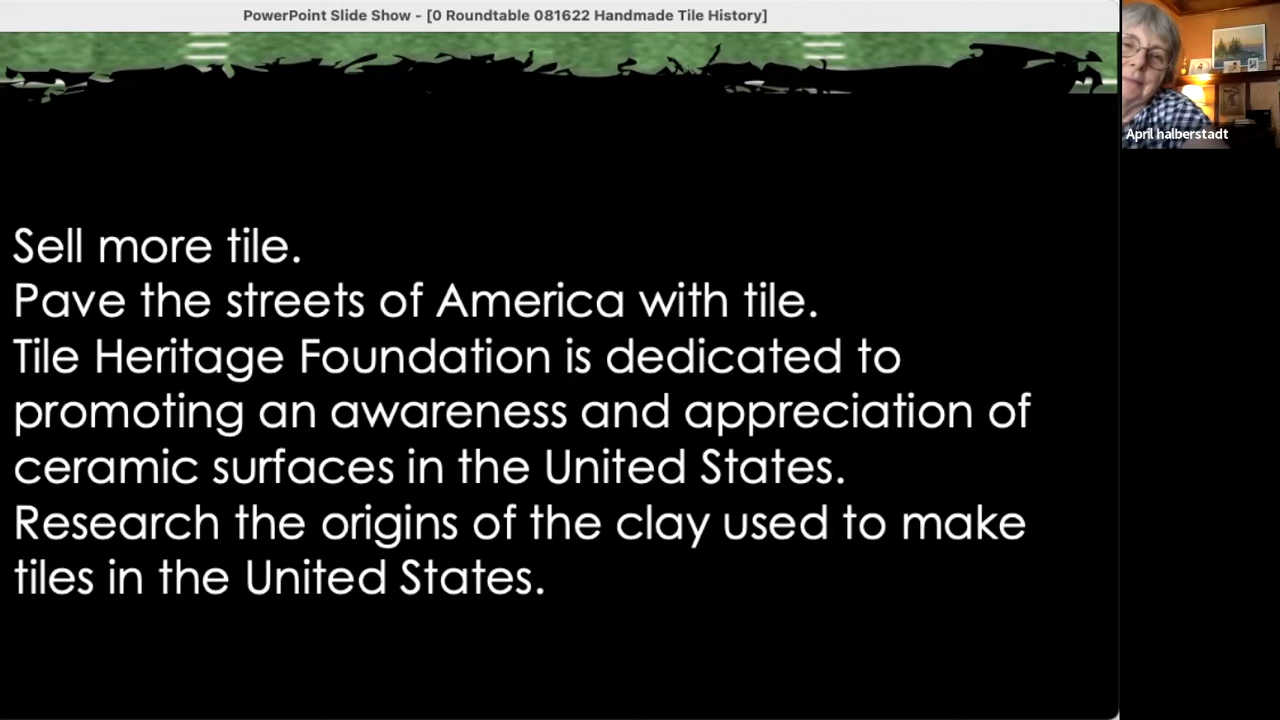 PowerPoint Slide Show - [0 Roundtable 081622 Handmade Tile History]
April halberstadt
Sell more tile.
Pave the streets of America with tile.
Tile Heritage Foundation is dedicated to
promoting an awareness and appreciation of
ceramic surfaces in the United States.
Research the origins of the clay used to make
tiles in the United States.